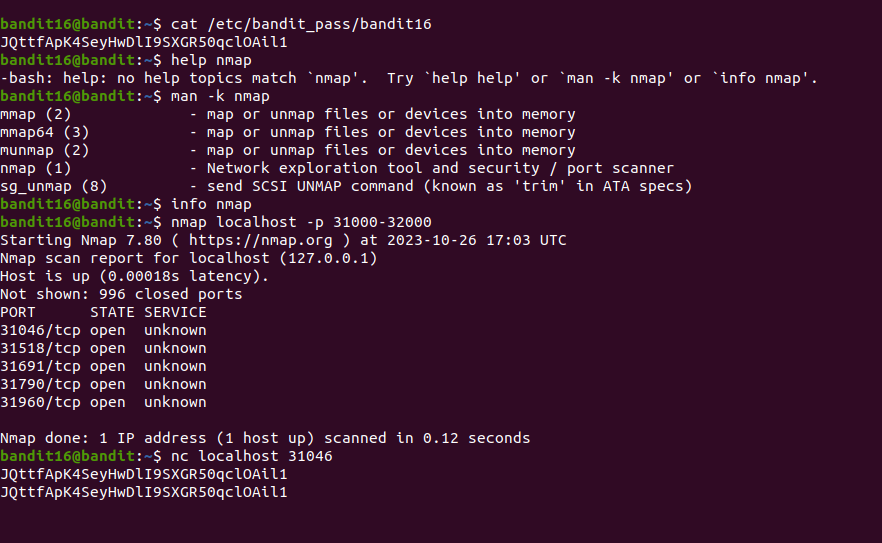 bandit16@bandit:~$ cat /etc/bandit_pass/bandit16
JQttfApK4SeyHwDlI9SXGR50qclOAil1
bandit16@bandit:~$ help nmap
-bash: help: no help topics match `nmap'.  Try `help help' or `man -k nmap' or `info nmap'.
bandit16@bandit:~$ man -k nmap
mmap (2)             - map or unmap files or devices into memory
mmap64 (3)           - map or unmap files or devices into memory
munmap (2)           - map or unmap files or devices into memory
nmap (1)             - Network exploration tool and security / port scanner
sg_unmap (8)         - send SCSI UNMAP command (known as 'trim' in ATA specs)
bandit16@bandit:~$ info nmap
bandit16@bandit:~$ nmap localhost -p 31000-32000
Starting Nmap 7.80 ( https://nmap.org ) at 2023-10-26 17:03 UTC
Nmap scan report for localhost (127.0.0.1)
Host is up (0.00018s latency).
Not shown: 996 closed ports
PORT      STATE SERVICE
31046/tcp open  unknown
31518/tcp open  unknown
31691/tcp open  unknown
31790/tcp open  unknown
31960/tcp open  unknown
Nmap done: 1 IP address (1 host up) scanned in 0.12 seconds
bandit16@bandit:~$ nc localhost 31046
JQttfApK4SeyHwDlI9SXGR50qclOAil1
JQttfApK4SeyHwDlI9SXGR50qclOAil1